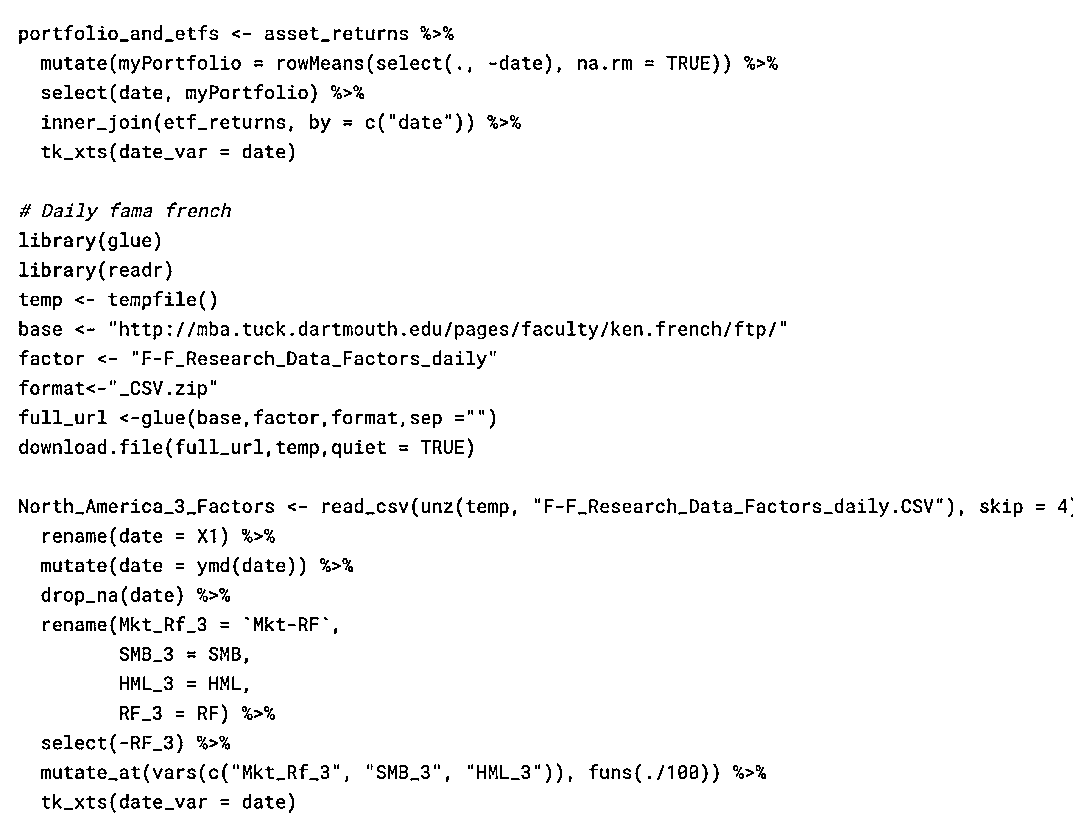 portfolio_and_etfs <- asset_returns %>%
  mutate(myPortfolio = rowMeans(select(., -date), na.rm = TRUE)) %>%
  select(date, myPortfolio) %>%
  inner_join(etf_returns, by = c("date")) %>%
  tk_xts(date_var = date)

# Daily fama french
library(glue)
library(readr)
temp <- tempfile()
base <- "http://mba.tuck.dartmouth.edu/pages/faculty/ken.french/ftp/"
factor <- "F-F_Research_Data_Factors_daily"
format<-"_CSV.zip"
full_url <-glue(base,factor,format,sep ="")
download.file(full_url,temp,quiet = TRUE)

North_America_3_Factors <- read_csv(unz(temp, "F-F_Research_Data_Factors_daily.CSV"), skip = 4)
  rename(date = X1) %>%
  mutate(date = ymd(date)) %>%
  drop_na(date) %>%
  rename(Mkt_Rf_3 = `Mkt-RF`,
         SMB_3 = SMB,
         HML_3 = HML,
         RF_3 = RF) %>%
  select(-RF_3) %>%
  mutate_at(vars(c("Mkt_Rf_3", "SMB_3", "HML_3")), funs(./100)) %>%
  tk_xts(date_var = date)